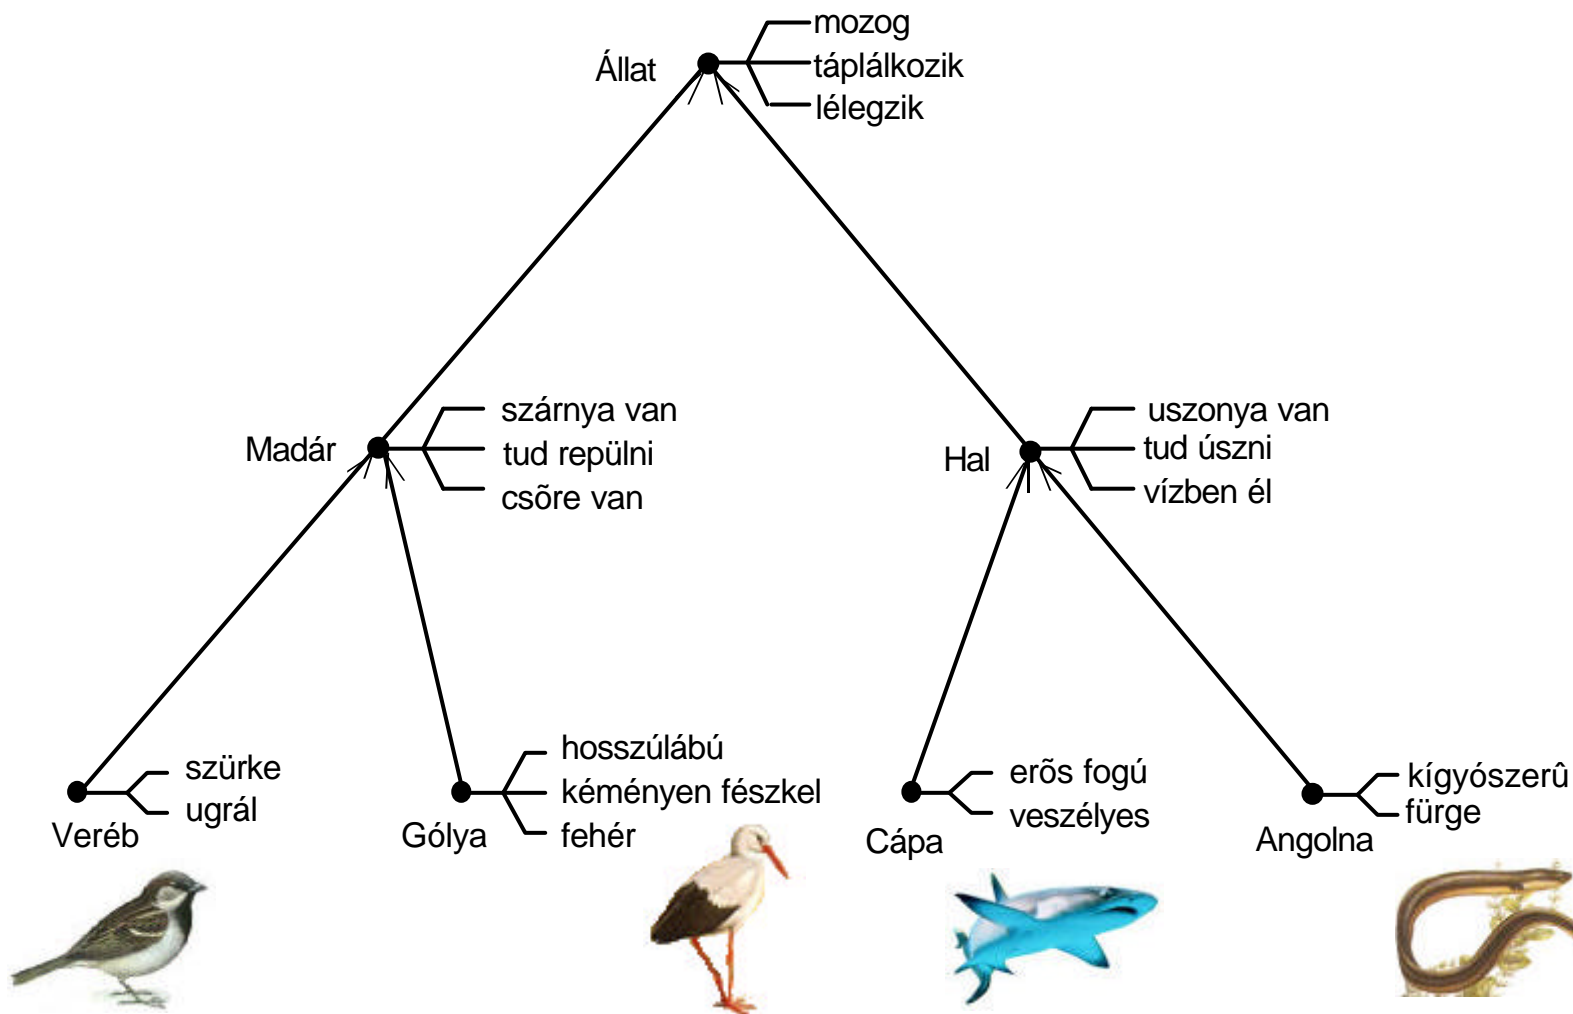 Állat
mozog
táplálkozik
lélegzik
Madár
szárnya van
tud repülni
csõre van
Hal
uszonya van
tud úszni
vízben él
Veréb
szürke
ugrál
Gólya
hosszúlábú
kéményen fészkel
fehér
Cápa
erõs fogú
veszélyes
Angolna
kígyószerû
fürge